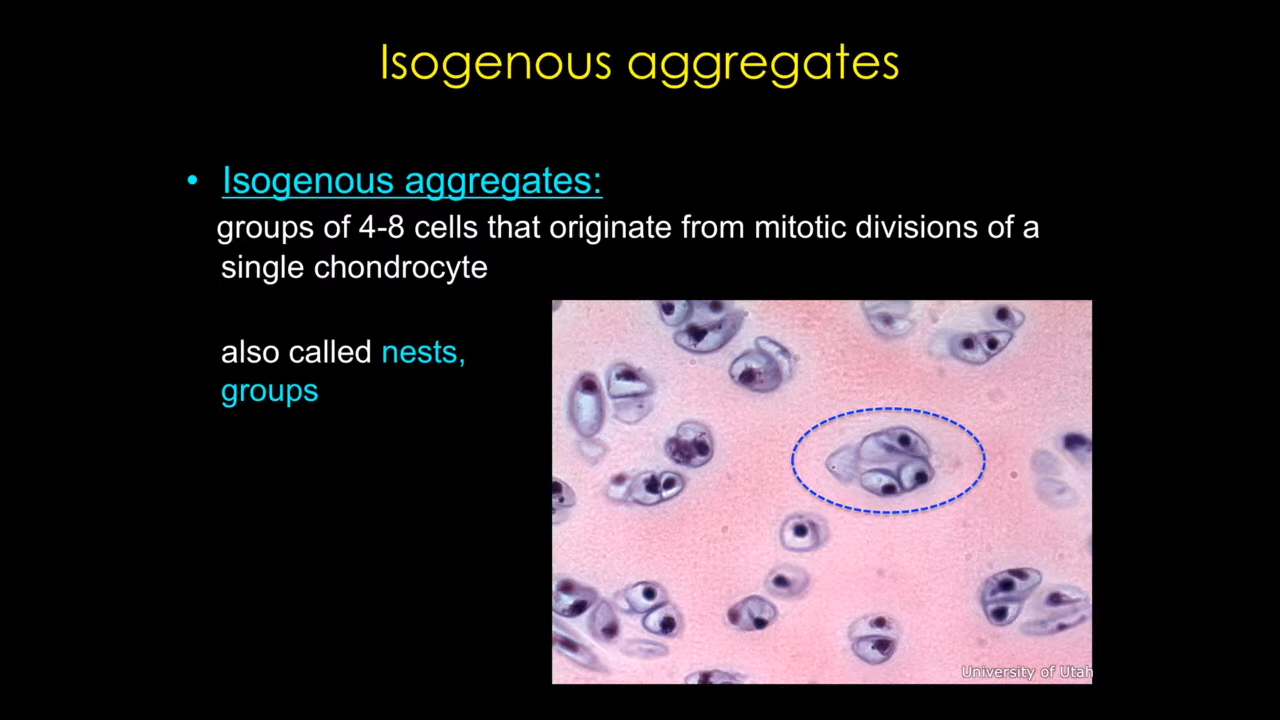 Isogenous aggregates
• Isogenous aggregates:
groups of 4-8 cells that originate from mitotic divisions of a
single chondrocyte
also called nests,
groups
University of Utah